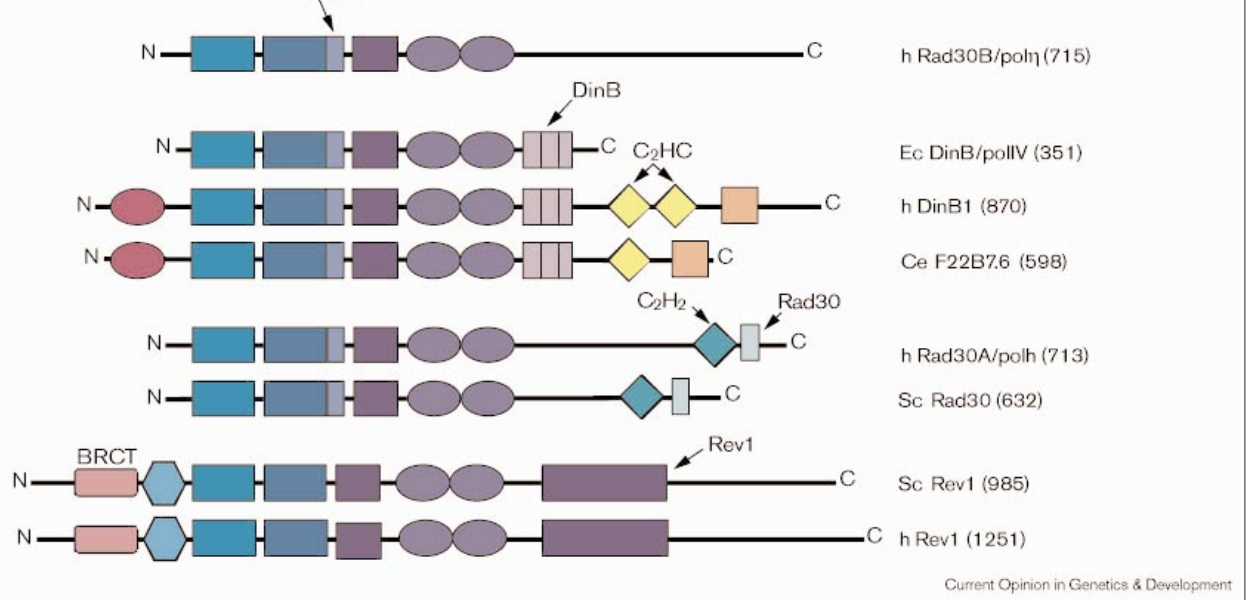 N C h Rad30B/polη (715)
DinB
N C Ec DinB/polIV (351)
C₂HC
N C h DinB1 (870)
N C Ce F22B7.6 (598)
C₂H₂ Rad30
N C h Rad30A/polh (713)
N C Sc Rad30 (632)
Rev1
BRCT
N C Sc Rev1 (985)
N C h Rev1 (1251)
Current Opinion in Genetics & Development